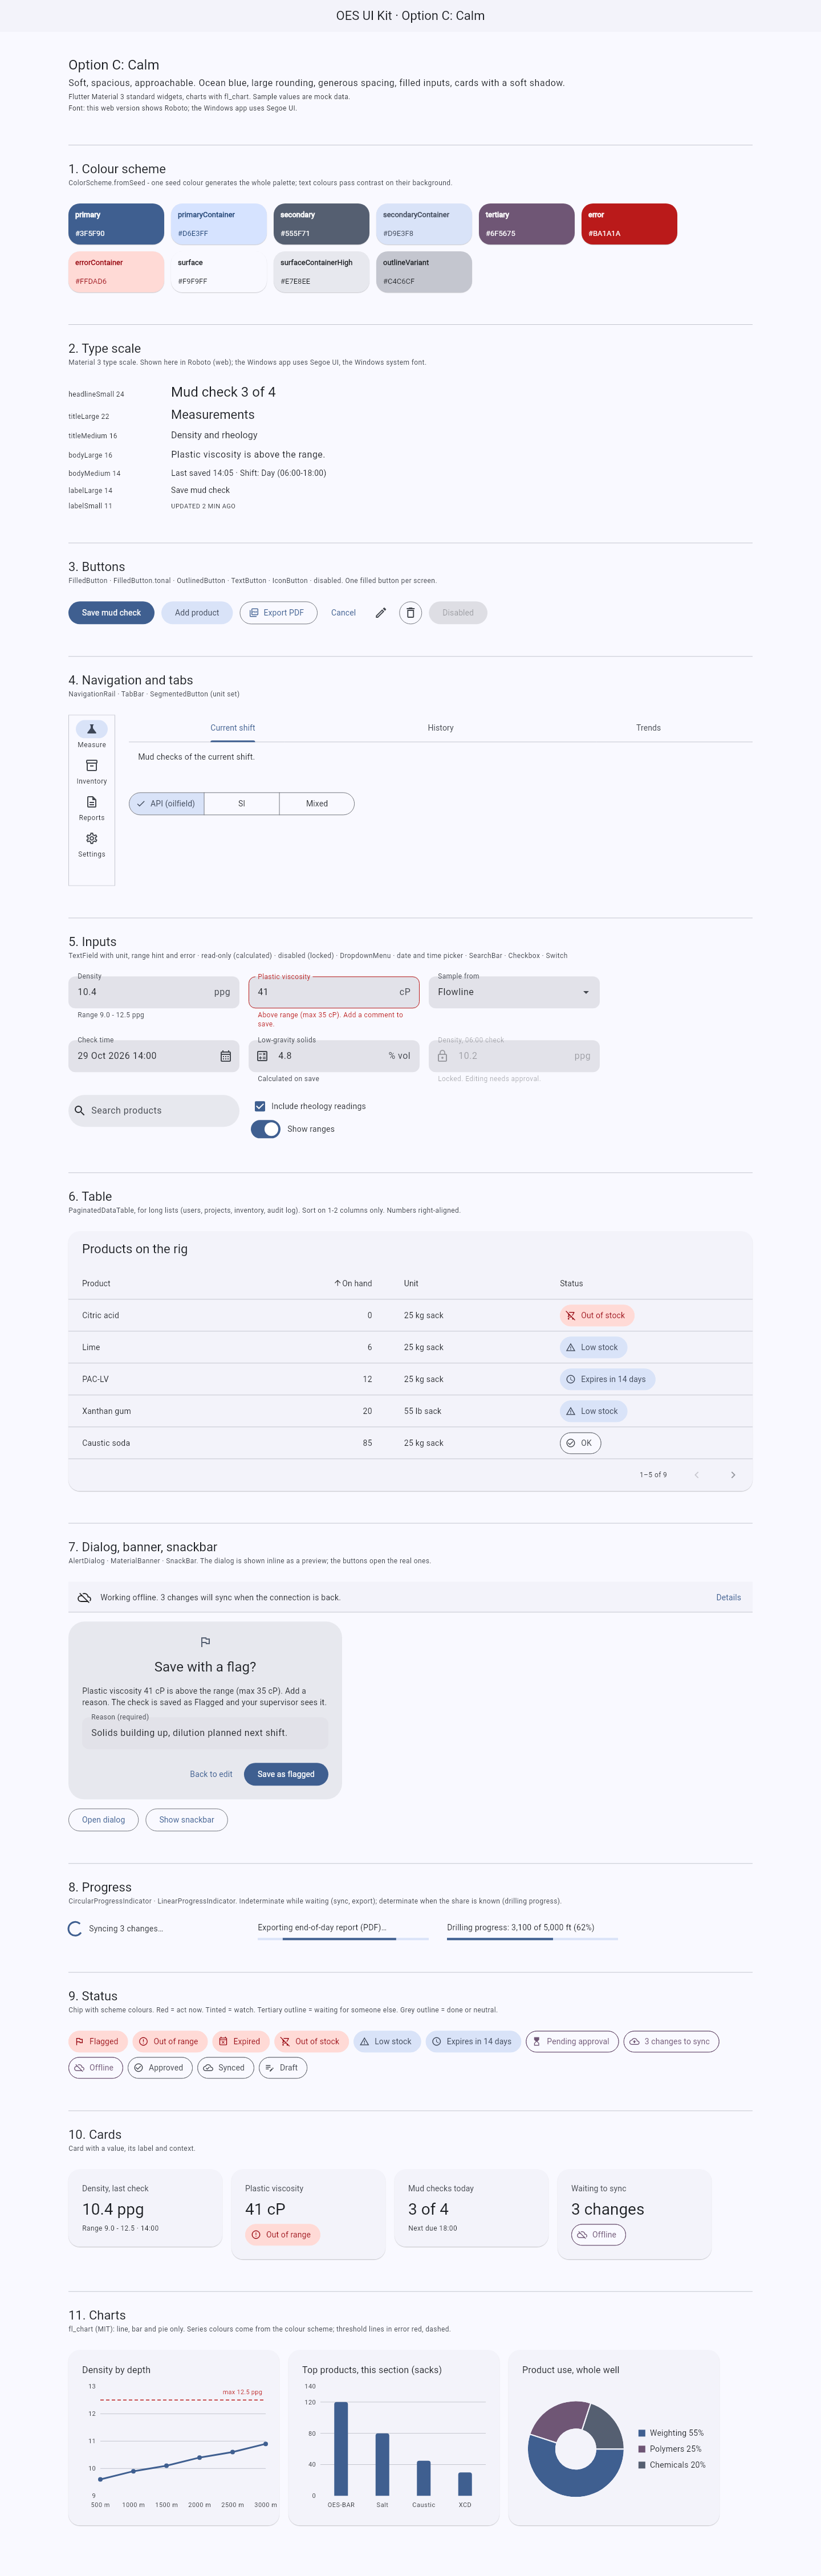 OES UI Kit · Option C: Calm
Option C: Calm
Soft, spacious, approachable. Ocean blue, large rounding, generous spacing, filled inputs, cards with a soft shadow.
Flutter Material 3 standard widgets, charts with fl_chart. Sample values are mock data.
Font: this web version shows Roboto; the Windows app uses Segoe UI.
1. Colour scheme
ColorScheme.fromSeed - one seed colour generates the whole palette; text colours pass contrast on their background.
primary
#3F5F90
primaryContainer
#D6E3FF
secondary
#555F71
secondaryContainer
#D9E3F8
tertiary
#6F5675
error
#BA1A1A
errorContainer
#FFDAD6
surface
#F9F9FF
surfaceContainerHigh
#E7E8EE
outlineVariant
#C4C6CF
2. Type scale
Material 3 type scale. Shown here in Roboto (web); the Windows app uses Segoe UI, the Windows system font.
headlineSmall 24 Mud check 3 of 4
titleLarge 22 Measurements
titleMedium 16 Density and rheology
bodyLarge 16 Plastic viscosity is above the range.
bodyMedium 14 Last saved 14:05 · Shift: Day (06:00-18:00)
labelLarge 14 Save mud check
labelSmall 11 UPDATED 2 MIN AGO
3. Buttons
FilledButton · FilledButton.tonal · OutlinedButton · TextButton · IconButton · disabled. One filled button per screen.
Save mud check Add product Export PDF Cancel Disabled
4. Navigation and tabs
NavigationRail · TabBar · SegmentedButton (unit set)
Measure
Inventory
Reports
Settings
Current shift History Trends
Mud checks of the current shift.
API (oilfield) SI Mixed
5. Inputs
TextField with unit, range hint and error · read-only (calculated) · disabled (locked) · DropdownMenu · date and time picker · SearchBar · Checkbox · Switch
Density
10.4 ppg
Range 9.0 - 12.5 ppg
Plastic viscosity
41 cP
Above range (max 35 cP). Add a comment to
save.
Sample from
Flowline
Check time
29 Oct 2026 14:00
Low-gravity solids
4.8 % vol
Calculated on save
Density, 06:00 check
10.2 ppg
Locked. Editing needs approval.
Search products
Include rheology readings
Show ranges
6. Table
PaginatedDataTable, for long lists (users, projects, inventory, audit log). Sort on 1-2 columns only. Numbers right-aligned.
Products on the rig
Product On hand Unit Status
Citric acid 0 25 kg sack Out of stock
Lime 6 25 kg sack Low stock
PAC-LV 12 25 kg sack Expires in 14 days
Xanthan gum 20 55 lb sack Low stock
Caustic soda 85 25 kg sack OK
1–5 of 9
7. Dialog, banner, snackbar
AlertDialog · MaterialBanner · SnackBar. The dialog is shown inline as a preview; the buttons open the real ones.
Working offline. 3 changes will sync when the connection is back. Details
Save with a flag?
Plastic viscosity 41 cP is above the range (max 35 cP). Add a
reason. The check is saved as Flagged and your supervisor sees it.
Reason (required)
Solids building up, dilution planned next shift.
Back to edit Save as flagged
Open dialog Show snackbar
8. Progress
CircularProgressIndicator · LinearProgressIndicator. Indeterminate while waiting (sync, export); determinate when the share is known (drilling progress).
Syncing 3 changes...
Exporting end-of-day report (PDF)...
Drilling progress: 3,100 of 5,000 ft (62%)
9. Status
Chip with scheme colours. Red = act now. Tinted = watch. Tertiary outline = waiting for someone else. Grey outline = done or neutral.
Flagged Out of range Expired Out of stock Low stock Expires in 14 days Pending approval 3 changes to sync
Offline Approved Synced Draft
10. Cards
Card with a value, its label and context.
Density, last check
10.4 ppg
Range 9.0 - 12.5 · 14:00
Plastic viscosity
41 cP
Out of range
Mud checks today
3 of 4
Next due 18:00
Waiting to sync
3 changes
Offline
11. Charts
fl_chart (MIT): line, bar and pie only. Series colours come from the colour scheme; threshold lines in error red, dashed.
Density by depth
13
max 12.5 ppg
12
11
10
9
500 m 1000 m 1500 m 2000 m 2500 m 3000 m
Top products, this section (sacks)
140
120
80
40
0
OES-BAR Salt Caustic XCD
Product use, whole well
Weighting 55%
Polymers 25%
Chemicals 20%